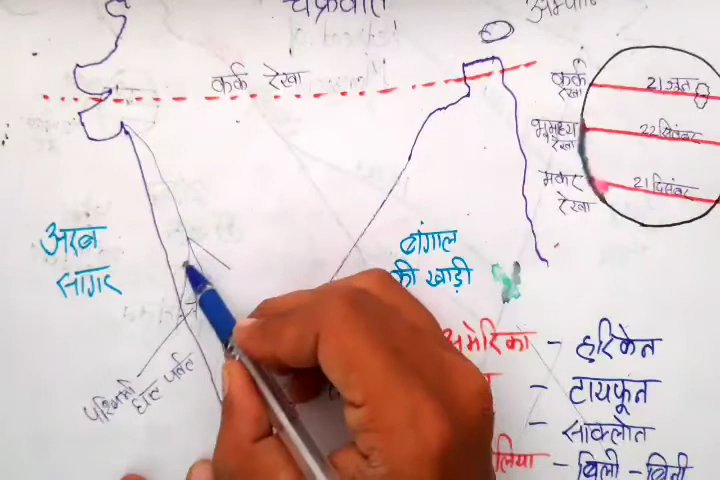 चक्रवात
कर्क रेखा
कर्क
रेखा
21 जून
भूमध्य
रेखा
22 सितंबर
मकर
रेखा
21 दिसंबर
अरब
सागर
बंगाल
की खाड़ी
पश्चिमी
घाट पर्वत
अमेरिका - हरिकेन
- टायफून
- साक्लोन
लिया - विली - विली